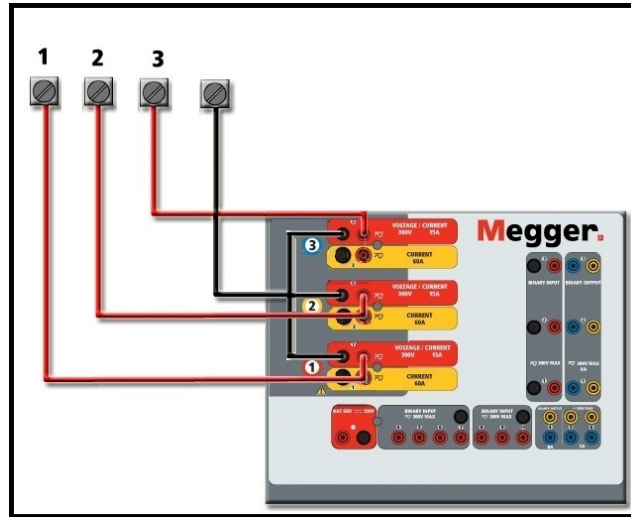 1 2 3
Megger.
VOLTAGE / CURRENT
300V 15A
3
CURRENT
60A
VOLTAGE / CURRENT
300V 15A
2
CURRENT
60A
VOLTAGE / CURRENT
300V 15A
1
CURRENT
60A
BINARY INPUT
BINARY OUTPUT
300V MAX
300V MAX
BINARY INPUT
300V MAX
BINARY INPUT
300V MAX
BINARY OUTPUT